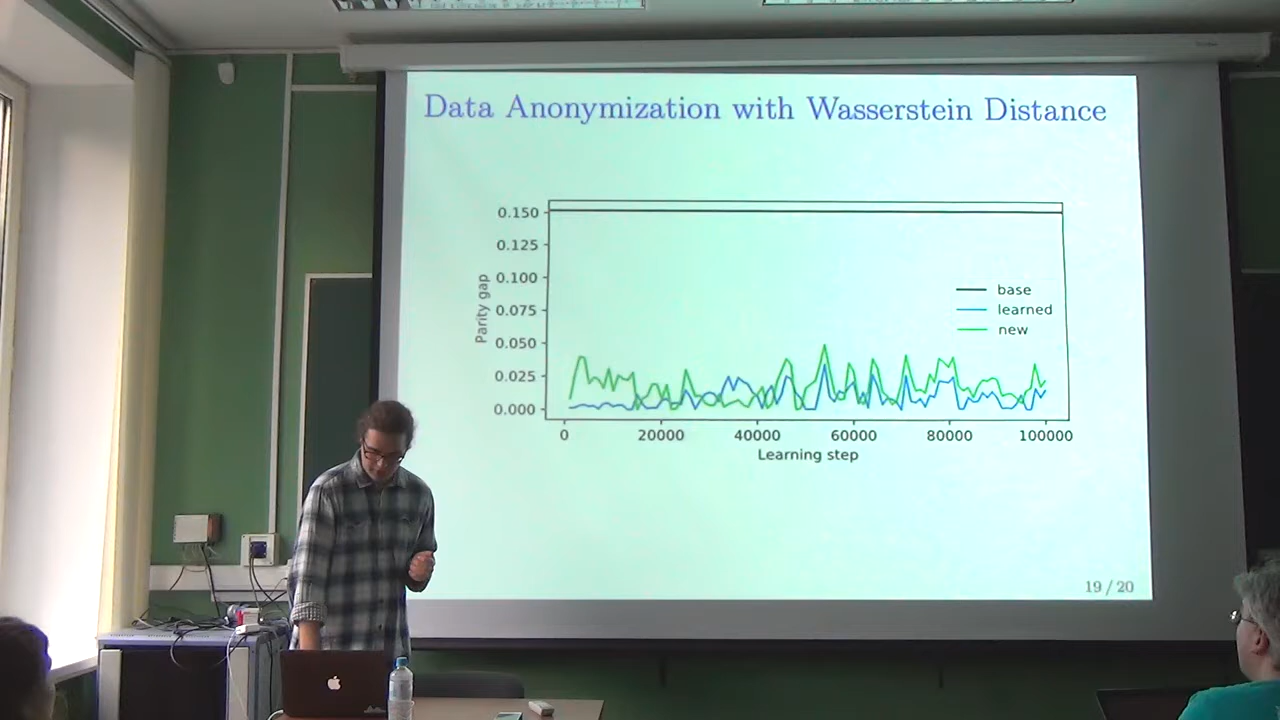 Data Anonymization with Wasserstein Distance
0.150
0.125
0.100
0.075
0.050
0.025
0.000
Parity gap
base
learned
new
0 20000 40000 60000 80000 100000
Learning step
19 / 20